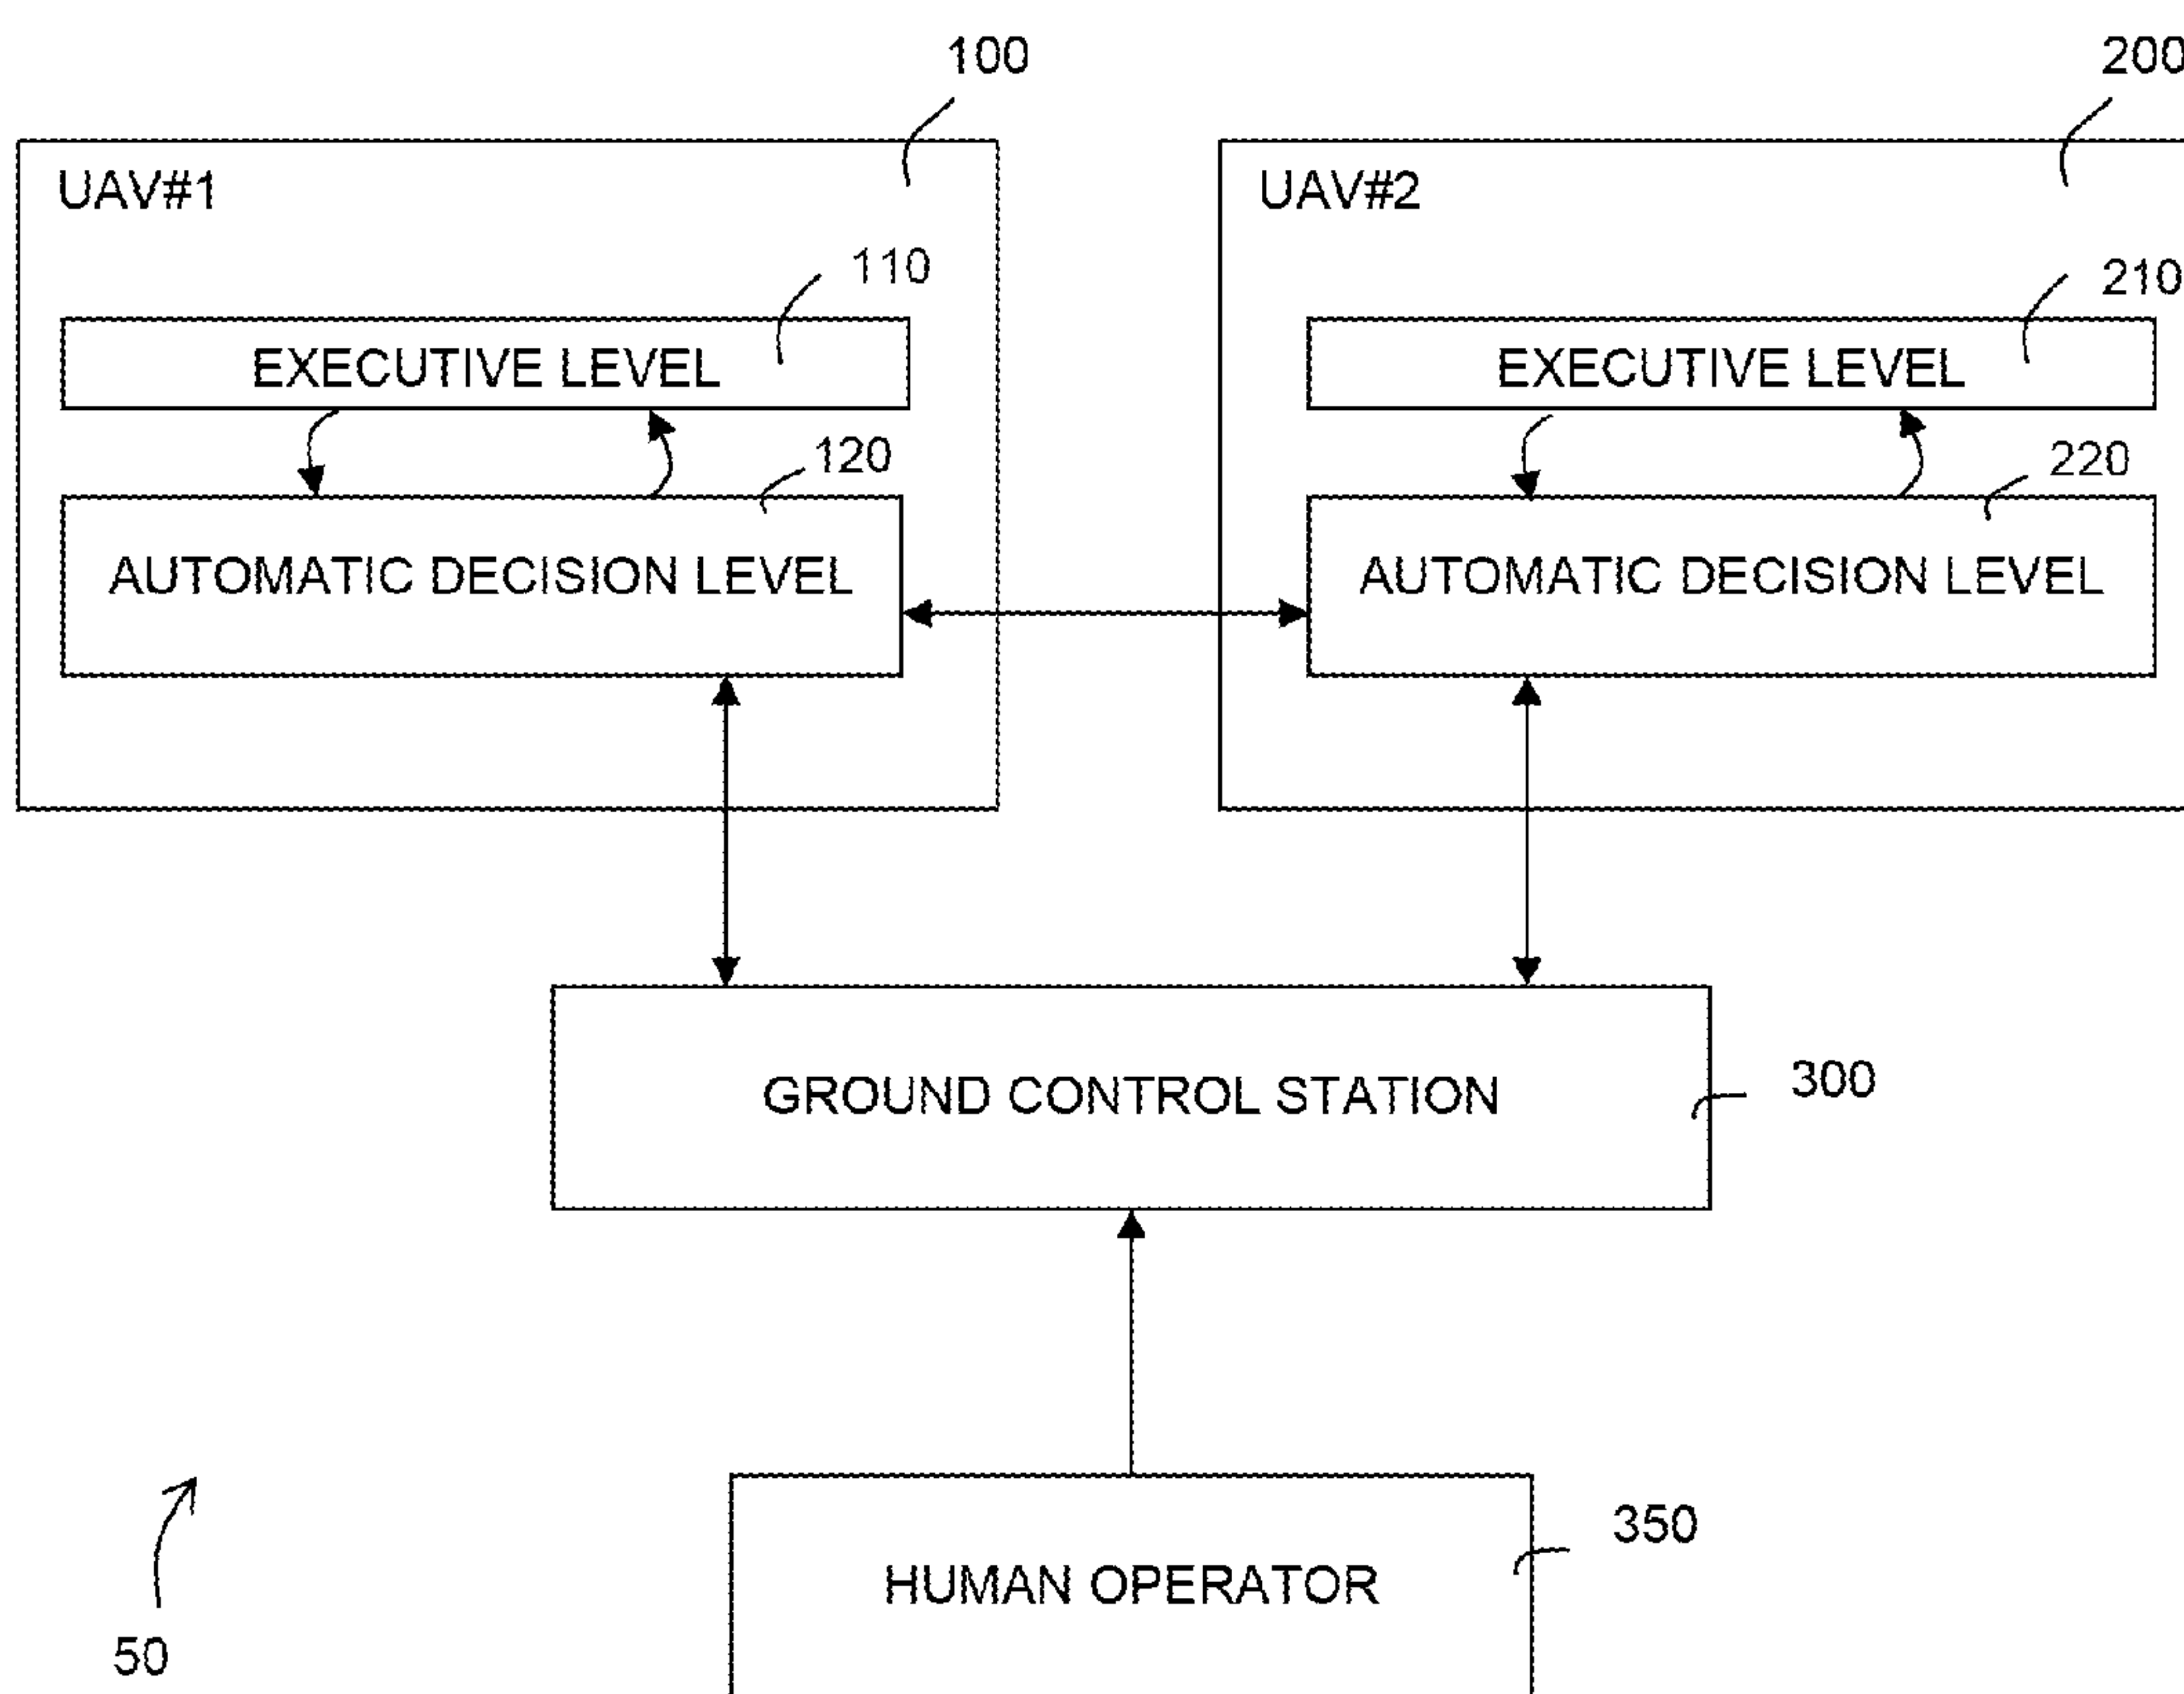 100
200
UAV#1
UAV#2
110
210
EXECUTIVE LEVEL
EXECUTIVE LEVEL
120
220
AUTOMATIC DECISION LEVEL
AUTOMATIC DECISION LEVEL
GROUND CONTROL STATION
300
350
HUMAN OPERATOR
50